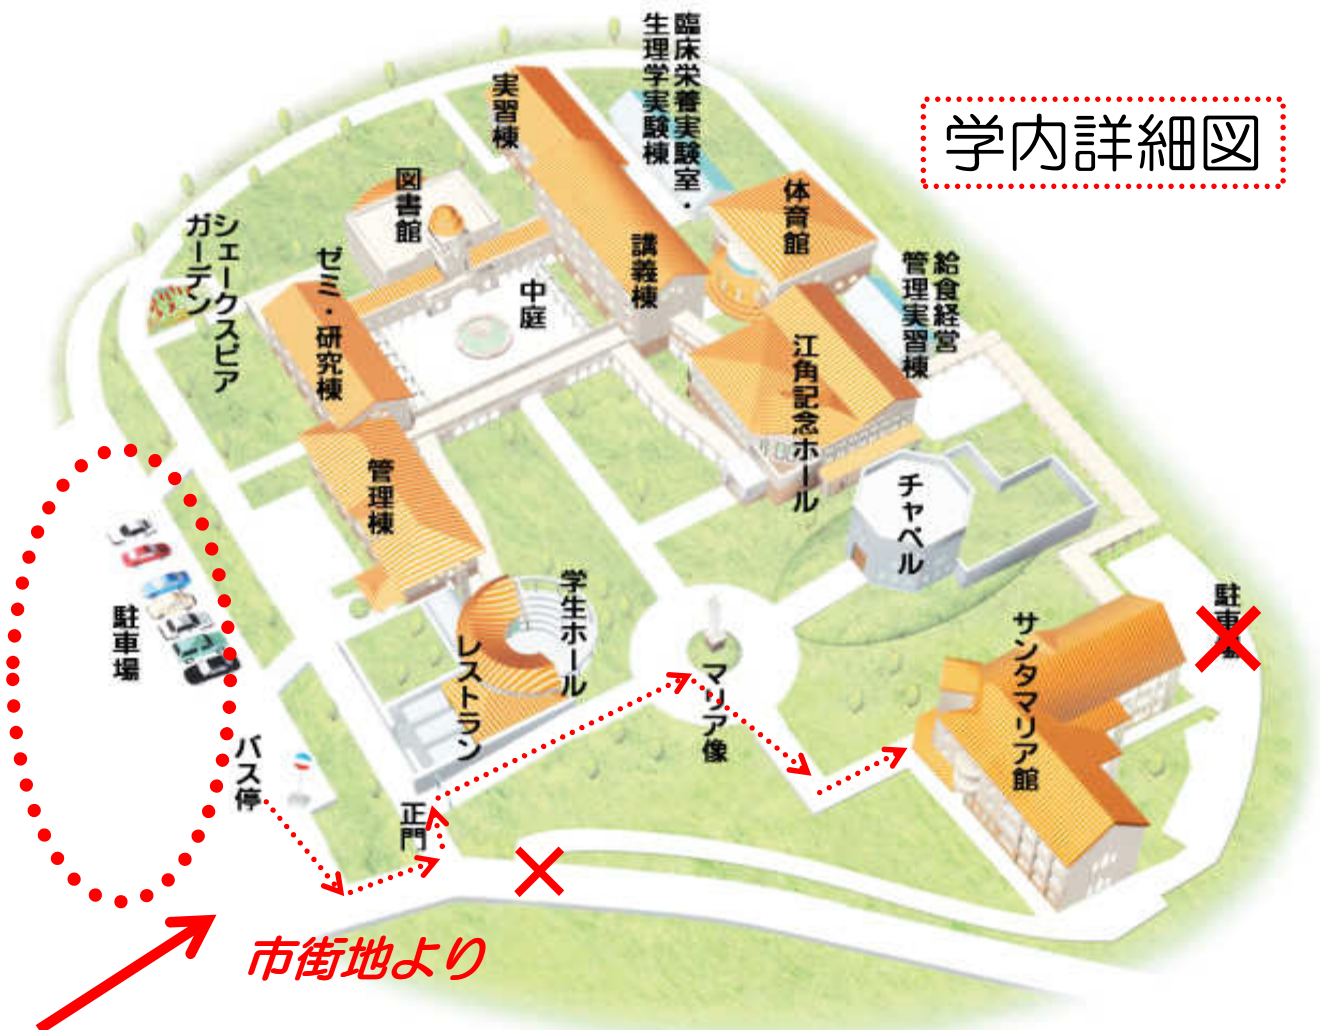 学内詳細図
臨床栄養実験室・
生理学実験棟
実習棟
体育館
図書館
シェークスピア
ガーデン
講義棟
ゼミ・研究棟
中庭
給食経営
管理実習棟
江角記念ホール
管理棟
チャペル
学生ホール
駐車場
駐車場
サンタマリア館
レストラン
マリア像
バス停
正門
市街地より